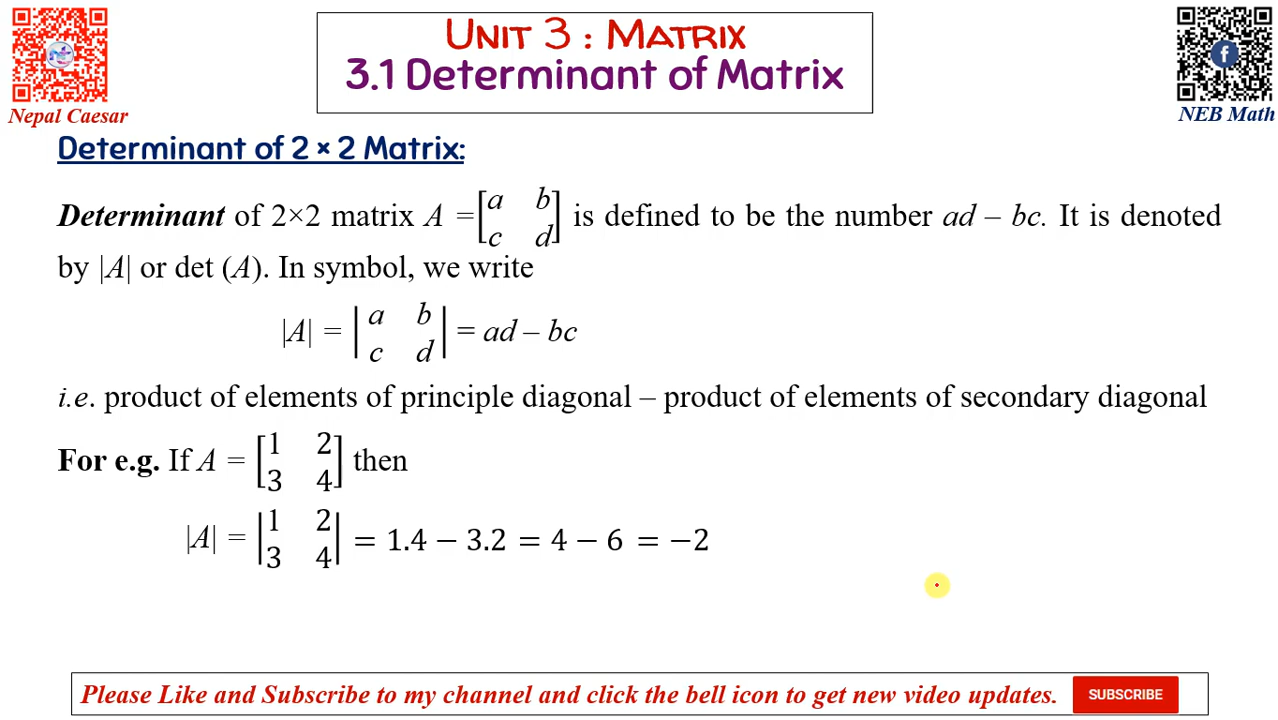 UNIT 3 : MATRIX
3.1 Determinant of Matrix
Nepal Caesar
NEB Math
Determinant of 2 × 2 Matrix:
Determinant of 2×2 matrix A = [a b; c d] is defined to be the number ad – bc. It is denoted
by |A| or det (A). In symbol, we write
|A| = |a b; c d| = ad – bc
i.e. product of elements of principle diagonal – product of elements of secondary diagonal
For e.g. If A = [1 2; 3 4] then
|A| = |1 2; 3 4| = 1.4 − 3.2 = 4 − 6 = −2
Please Like and Subscribe to my channel and click the bell icon to get new video updates.
SUBSCRIBE